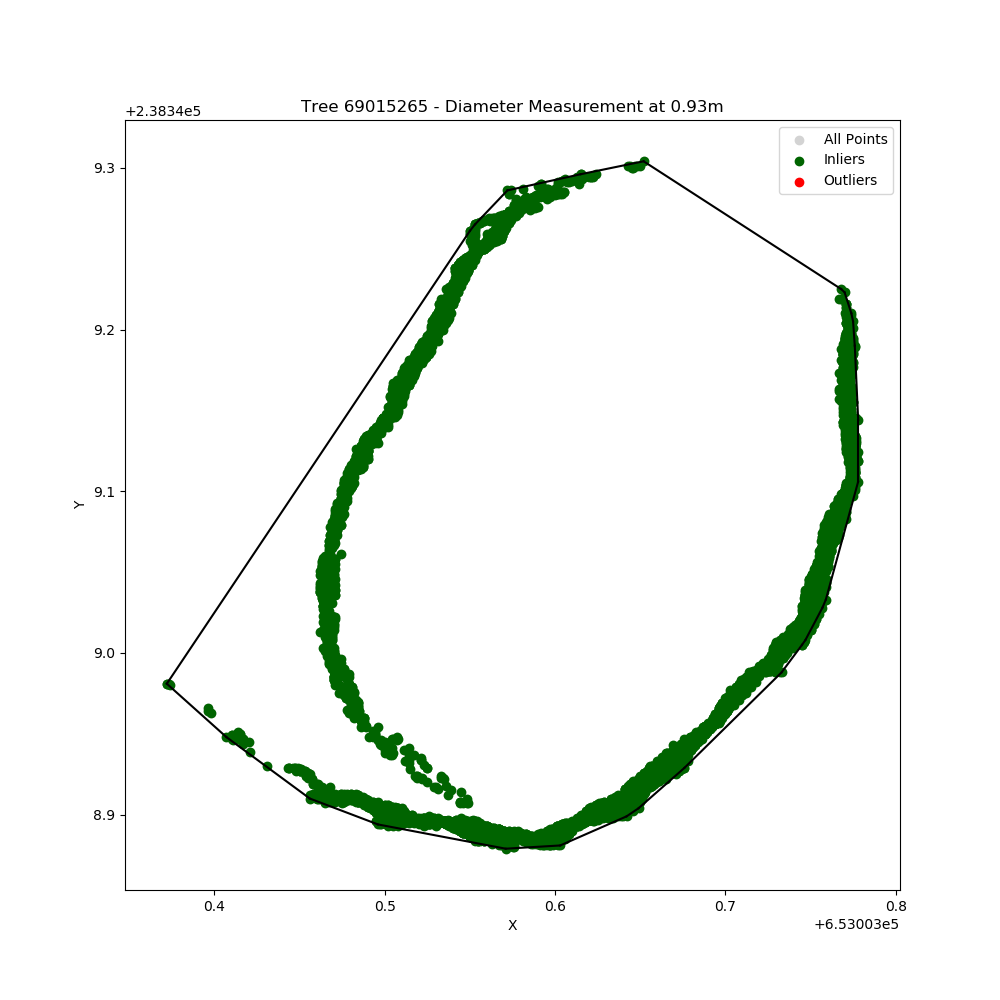 Tree 69015265 - Diameter Measurement at 0.93m
+2.3834e5
All Points
Inliers
Outliers
9.3
9.2
9.1
9.0
8.9
Y
0.4 0.5 0.6 0.7 0.8
X
+6.53003e5